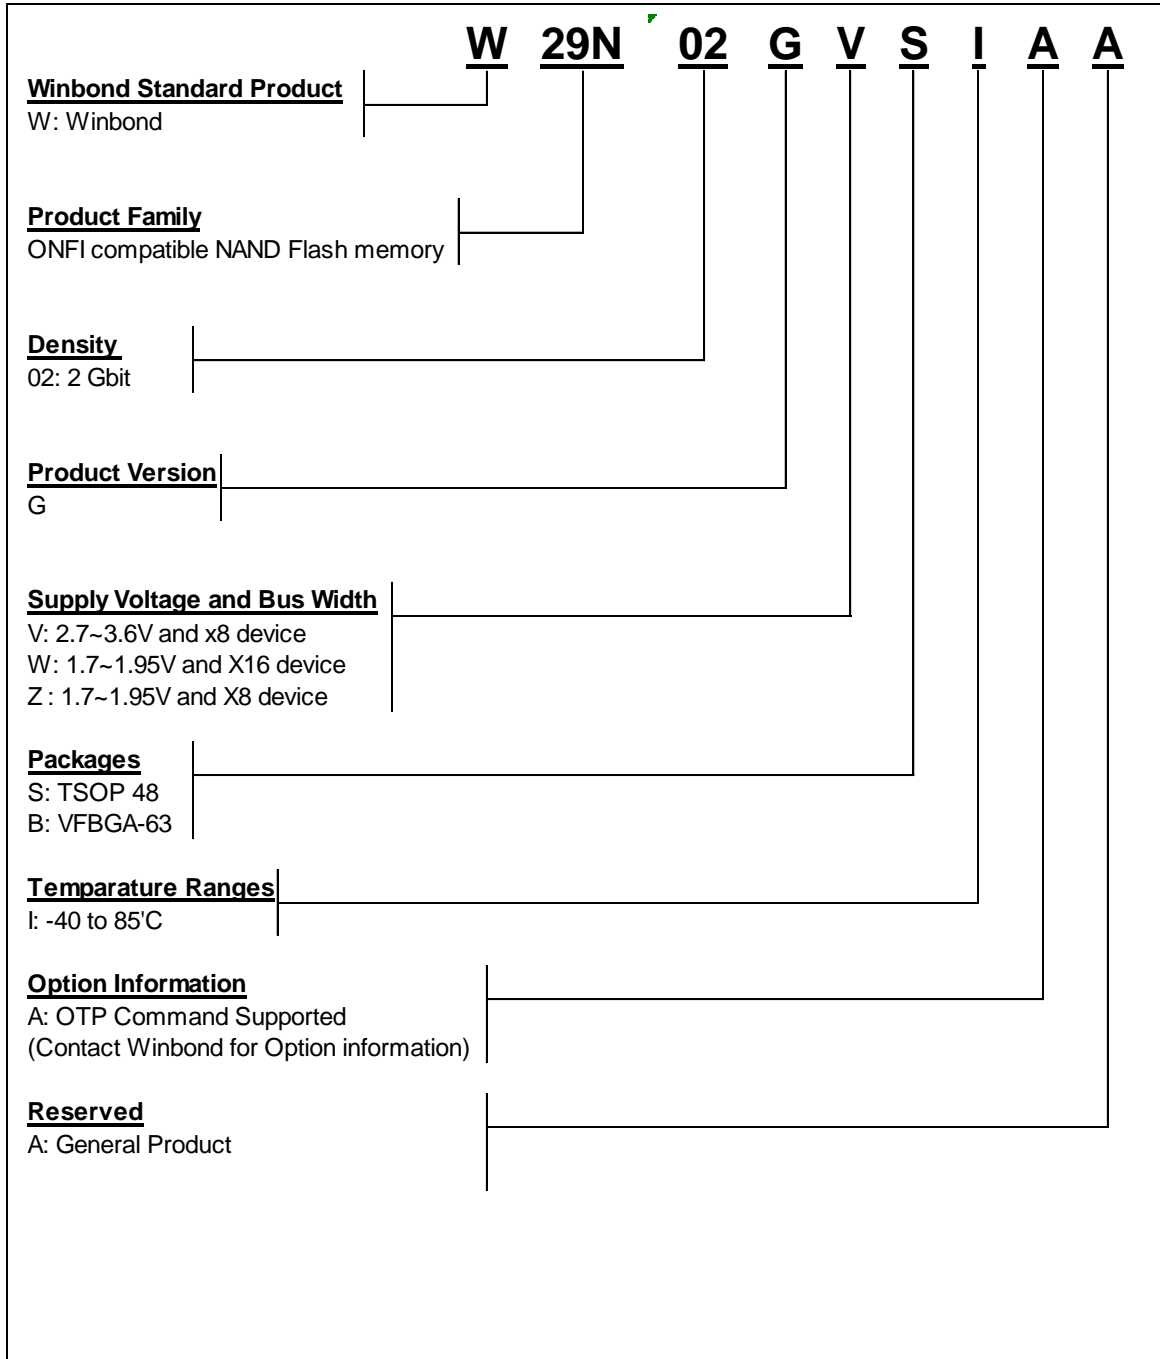 W 29N 02 G V S I A A
Winbond Standard Product
W: Winbond
Product Family
ONFI compatible NAND Flash memory
Density
02: 2 Gbit
Product Version
G
Supply Voltage and Bus Width
V: 2.7~3.6V and x8 device
W: 1.7~1.95V and X16 device
Z : 1.7~1.95V and X8 device
Packages
S: TSOP 48
B: VFBGA-63
Temparature Ranges
I: -40 to 85'C
Option Information
A: OTP Command Supported
(Contact Winbond for Option information)
Reserved
A: General Product